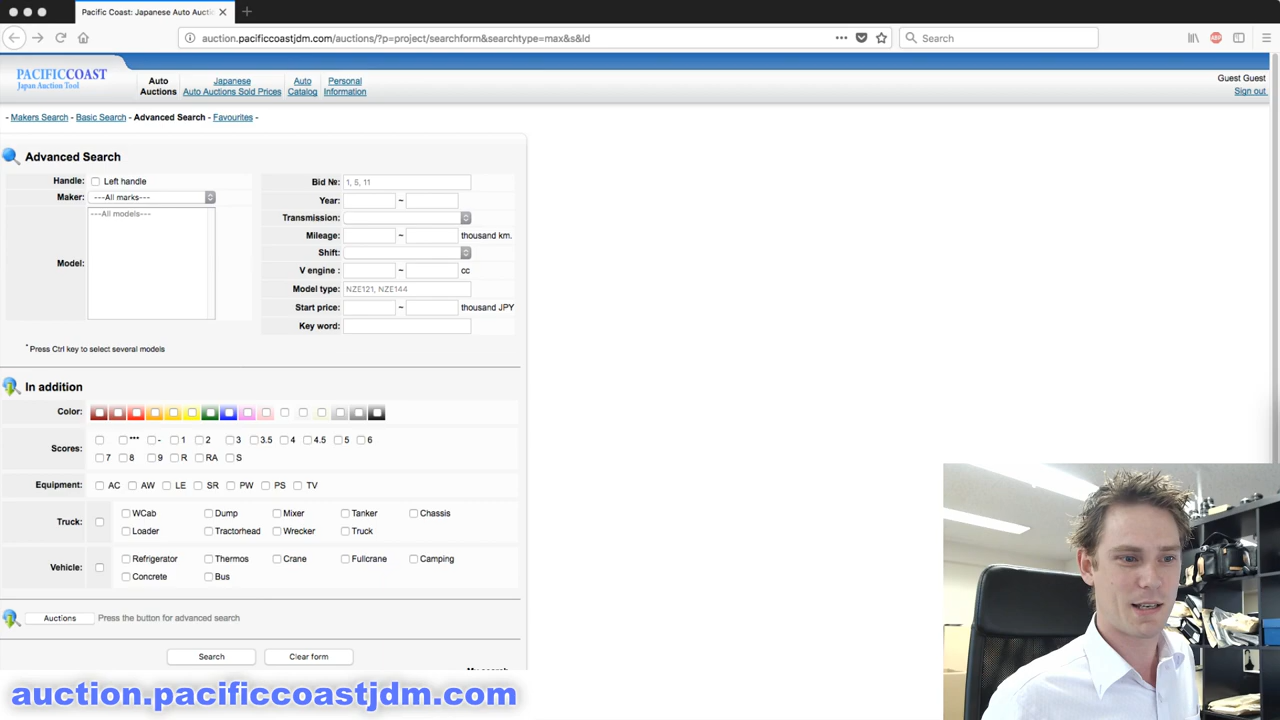 Pacific Coast: Japanese Auto Aucti
auction.pacificcoastjdm.com/auctions/?p=project/searchform&searchtype=max&s&ld
Search
PACIFICCOAST
Japan Auction Tool
Auto Auctions
Japanese Auto Auctions Sold Prices
Auto Catalog
Personal Information
Guest Guest
Sign out
- Makers Search - Basic Search - Advanced Search - Favourites -
Advanced Search
Handle: Left handle
Maker: ---All marks---
Model: ---All models---
* Press Ctrl key to select several models
Bid №: 1, 5, 11
Year: ~
Transmission:
Mileage: ~ thousand km.
Shift:
V engine : ~ cc
Model type: NZE121, NZE144
Start price: ~ thousand JPY
Key word:
In addition
Color:
Scores: *** - 1 2 3 3.5 4 4.5 5 6
7 8 9 R RA S
Equipment: AC AW LE SR PW PS TV
Truck: WCab Dump Mixer Tanker Chassis
Loader Tractorhead Wrecker Truck
Vehicle: Refrigerator Thermos Crane Fullcrane Camping
Concrete Bus
Auctions Press the button for advanced search
Search Clear form
auction.pacificcoastjdm.com